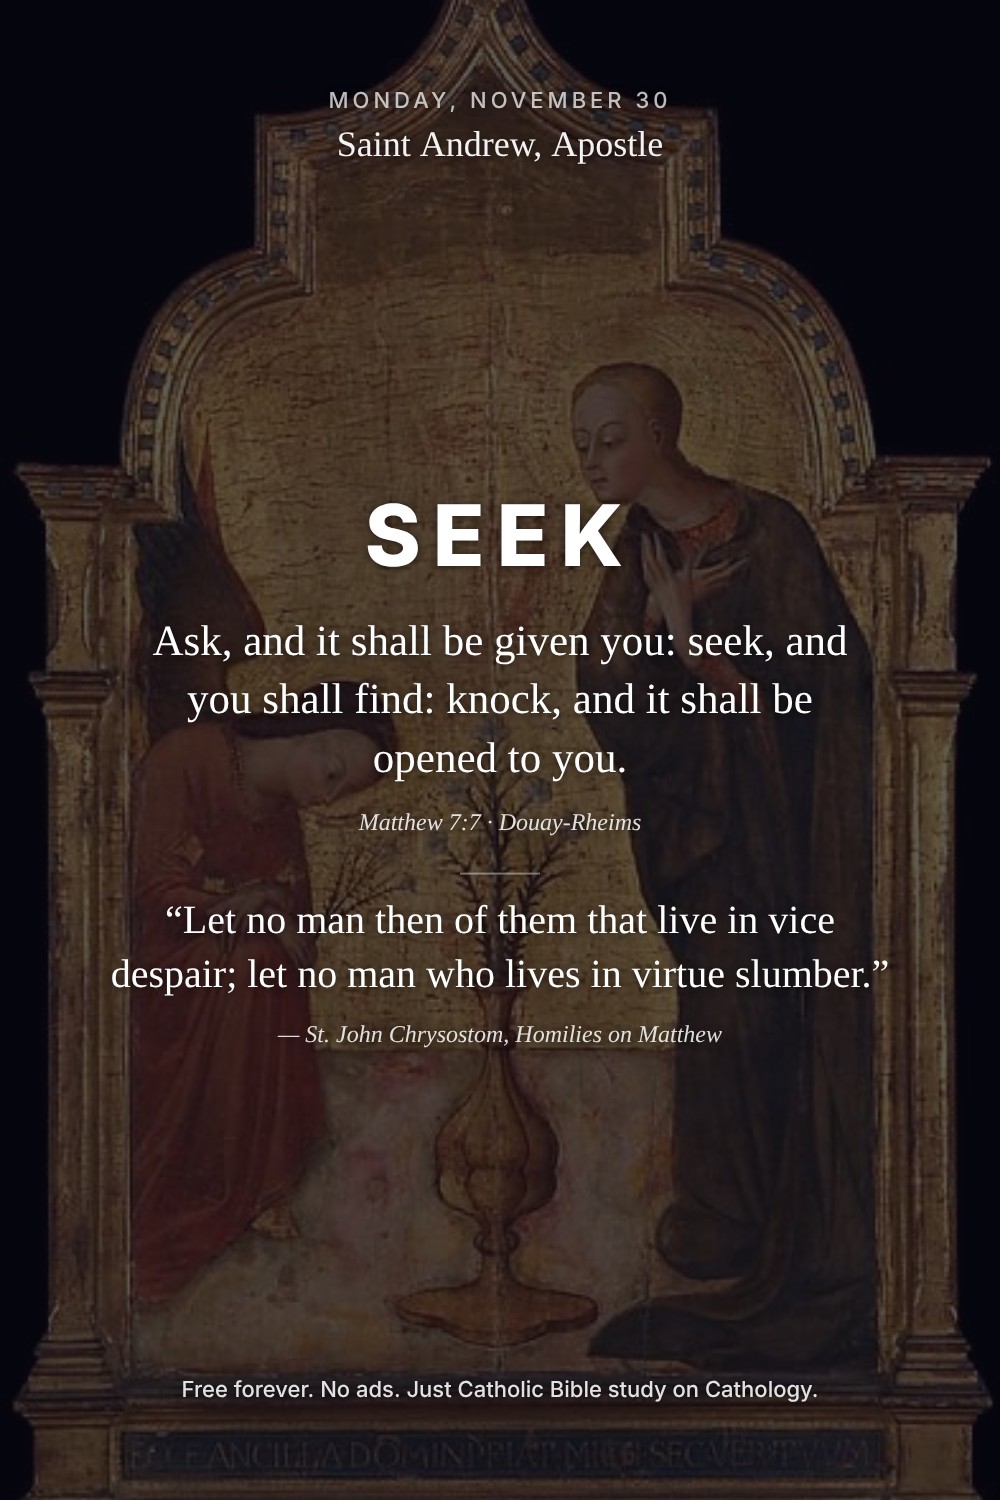 MONDAY, NOVEMBER 30
Saint Andrew, Apostle
SEEK
Ask, and it shall be given you: seek, and
you shall find: knock, and it shall be
opened to you.
Matthew 7:7 · Douay-Rheims
“Let no man then of them that live in vice
despair; let no man who lives in virtue slumber.”
— St. John Chrysostom, Homilies on Matthew
Free forever. No ads. Just Catholic Bible study on Cathology.
ANCILLA DOMINI